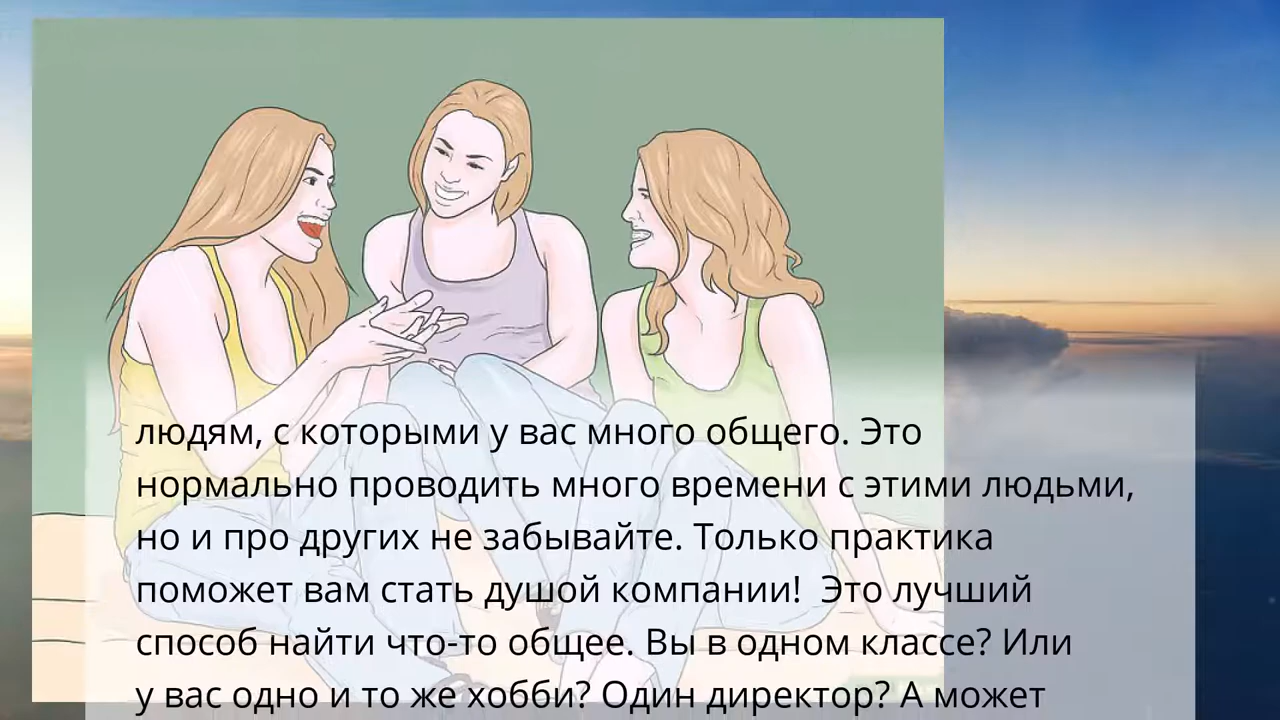 людям, с которыми у вас много общего. Это
нормально проводить много времени с этими людьми,
но и про других не забывайте. Только практика
поможет вам стать душой компании!  Это лучший
способ найти что-то общее. Вы в одном классе? Или
у вас одно и то же хобби? Один директор? А может